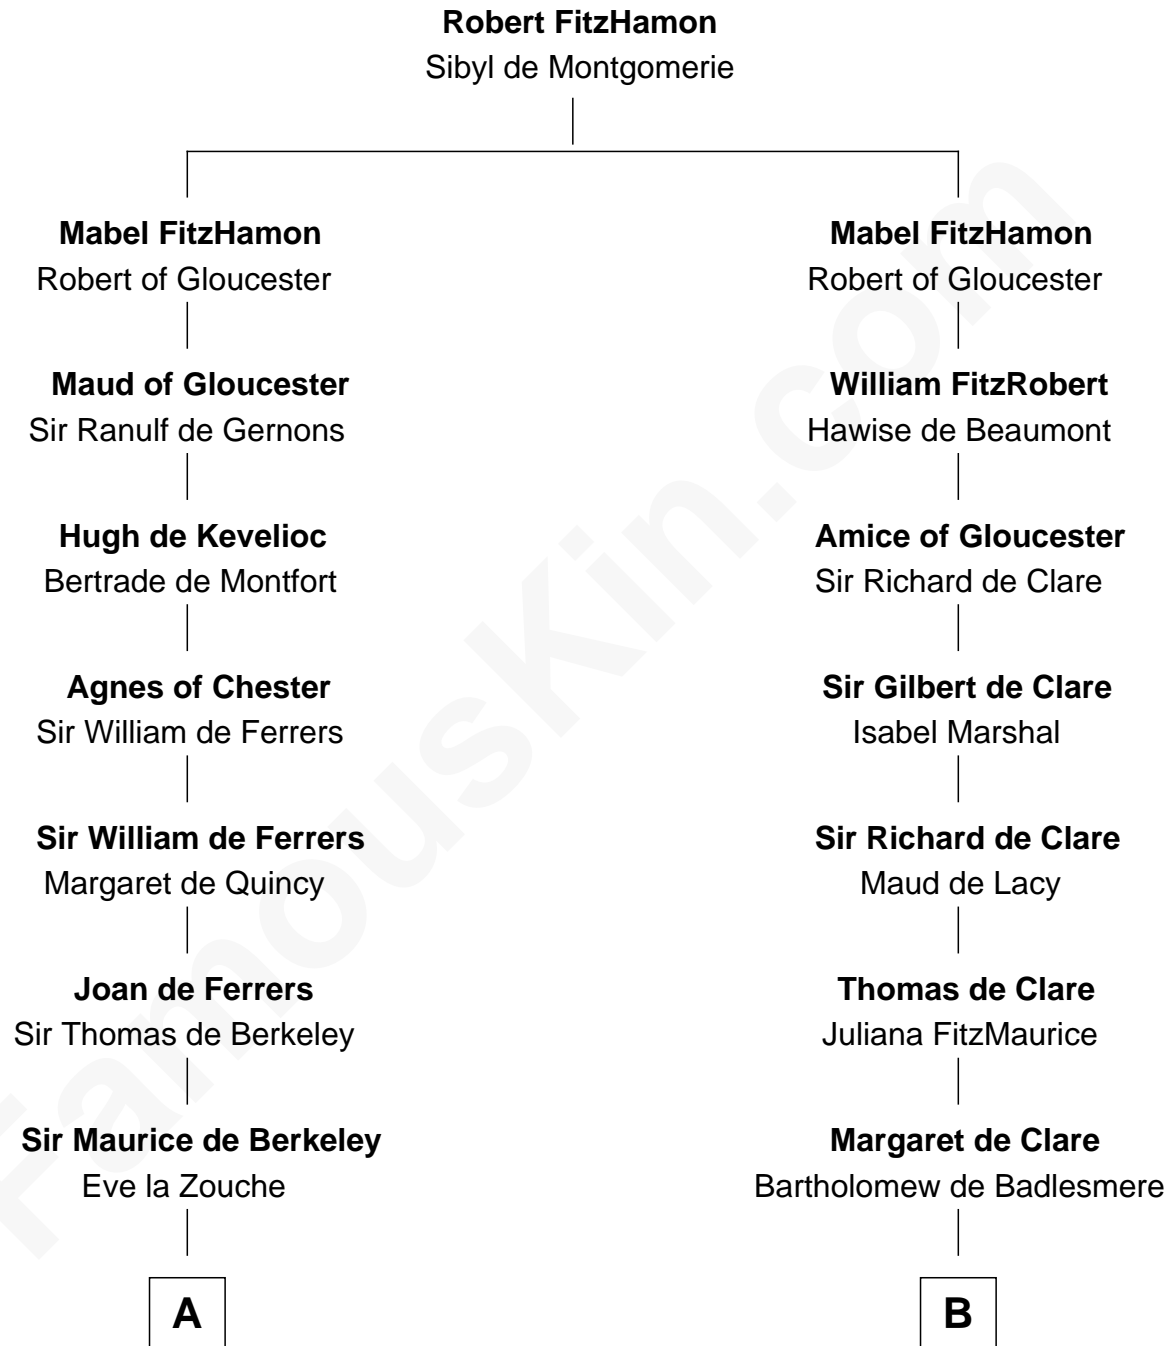 Robert FitzHamon
Sibyl de Montgomerie
Mabel FitzHamon
Robert of Gloucester
Maud of Gloucester
Sir Ranulf de Gernons
Hugh de Kevelioc
Bertrade de Montfort
Agnes of Chester
Sir William de Ferrers
Sir William de Ferrers
Margaret de Quincy
Joan de Ferrers
Sir Thomas de Berkeley
Sir Maurice de Berkeley
Eve la Zouche
A
Mabel FitzHamon
Robert of Gloucester
William FitzRobert
Hawise de Beaumont
Amice of Gloucester
Sir Richard de Clare
Sir Gilbert de Clare
Isabel Marshal
Sir Richard de Clare
Maud de Lacy
Thomas de Clare
Juliana FitzMaurice
Margaret de Clare
Bartholomew de Badlesmere
B
FamousKin.com